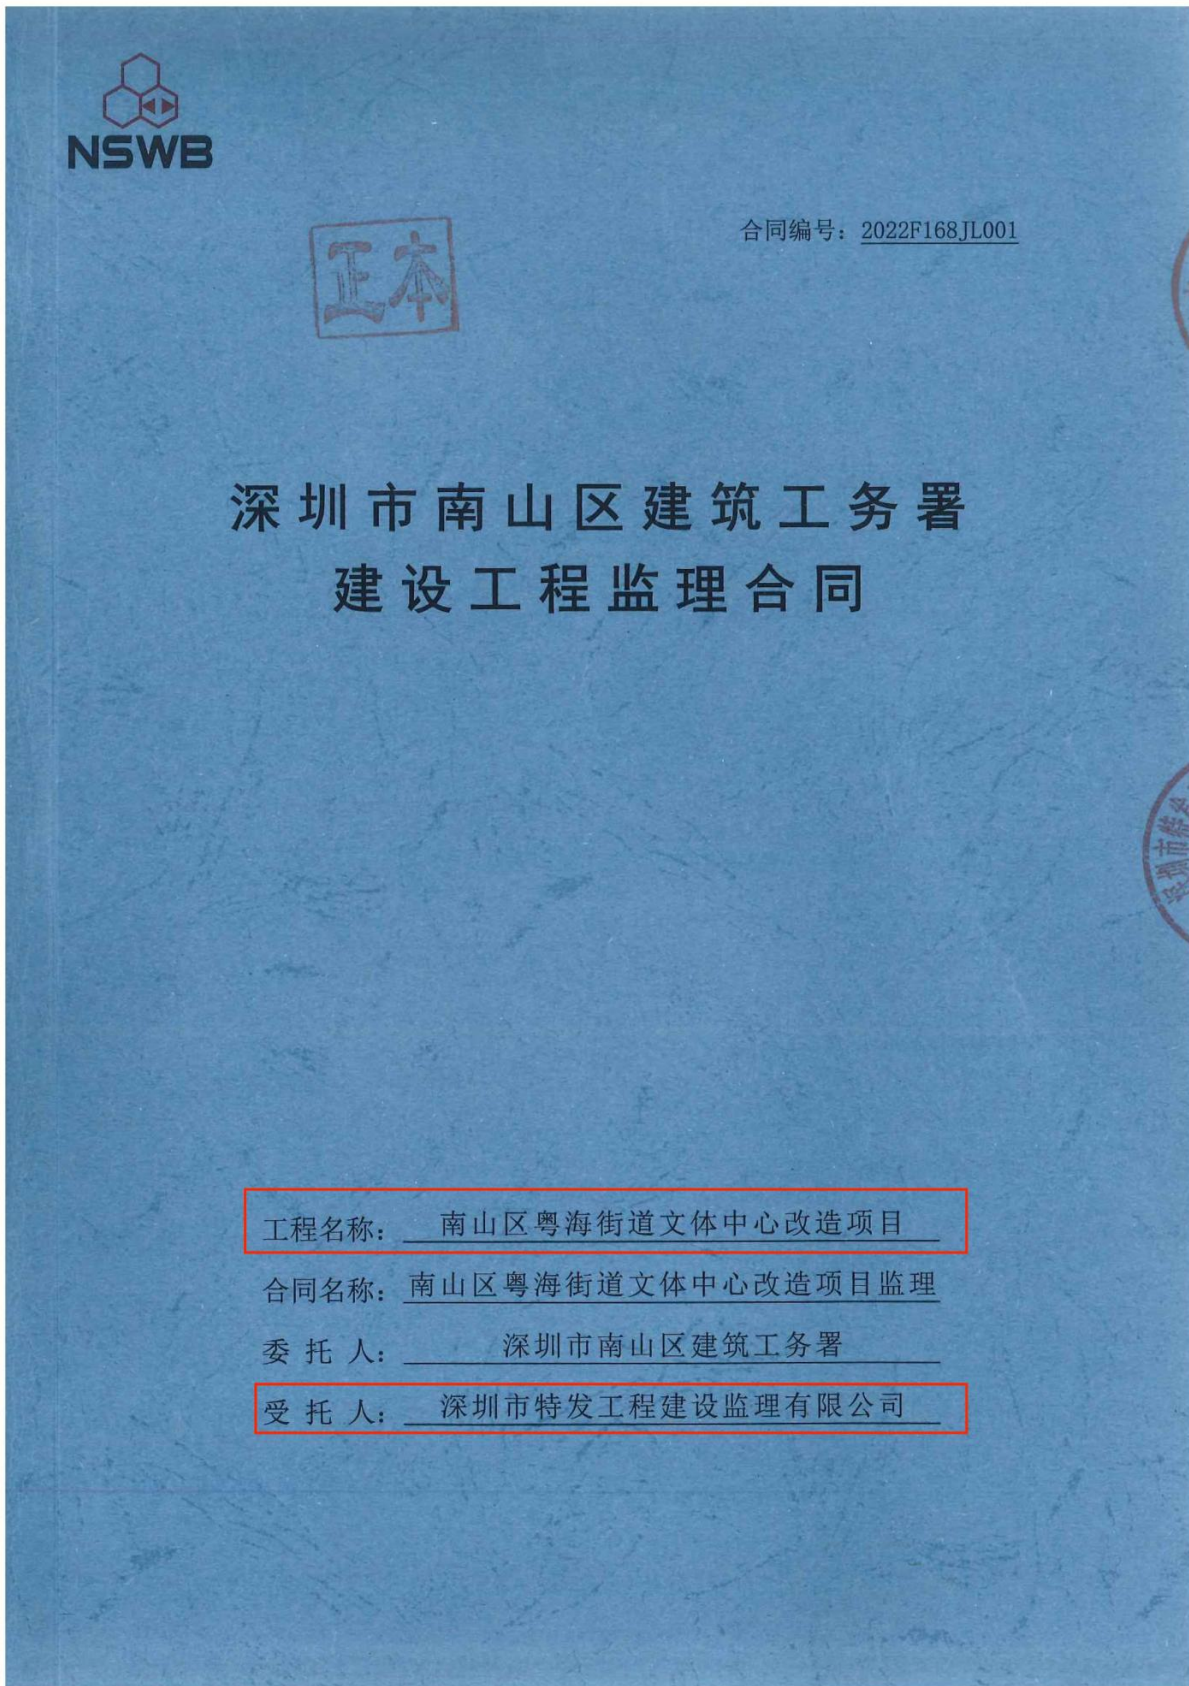 NSWB
合同编号：2022F168JL001
正本
深圳市南山区建筑工务署
建设工程监理合同
深圳市特发
工程名称：南山区粤海街道文体中心改造项目
合同名称：南山区粤海街道文体中心改造项目监理
委托人：深圳市南山区建筑工务署
受托人：深圳市特发工程建设监理有限公司